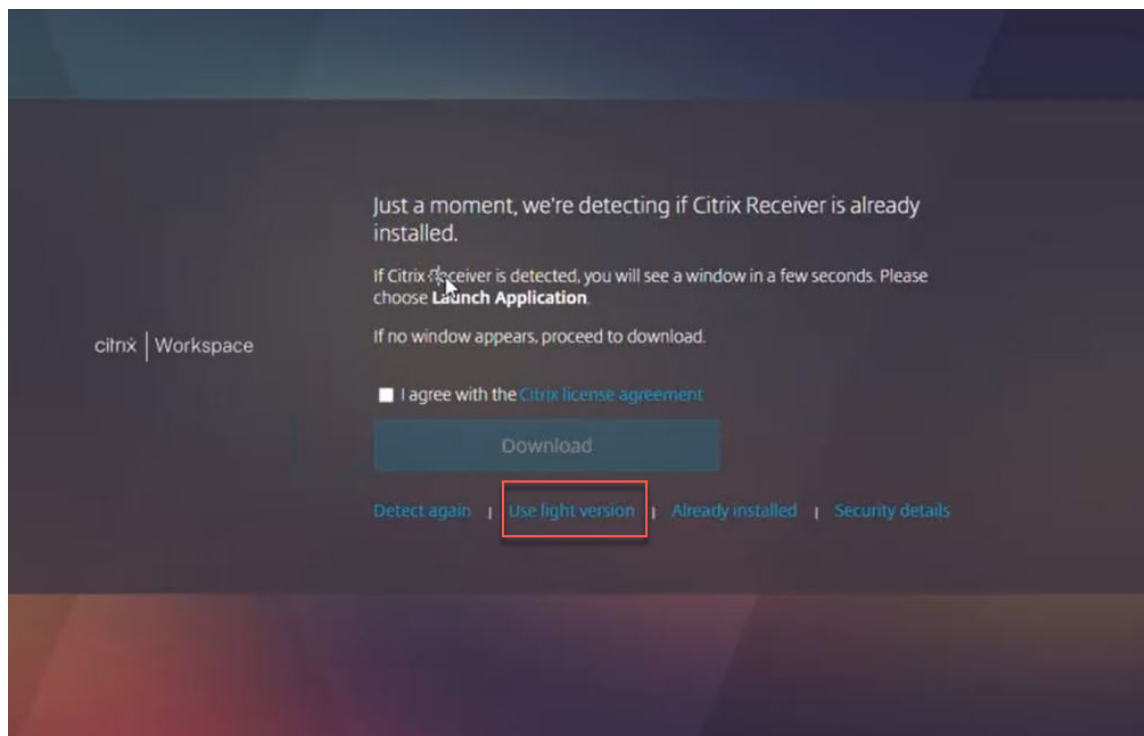 Just a moment, we're detecting if Citrix Receiver is already
installed.
If Citrix Receiver is detected, you will see a window in a few seconds. Please
choose Launch Application.
citrix | Workspace
If no window appears, proceed to download.
I agree with the Citrix license agreement
Download
Detect again | Use light version | Already installed | Security details